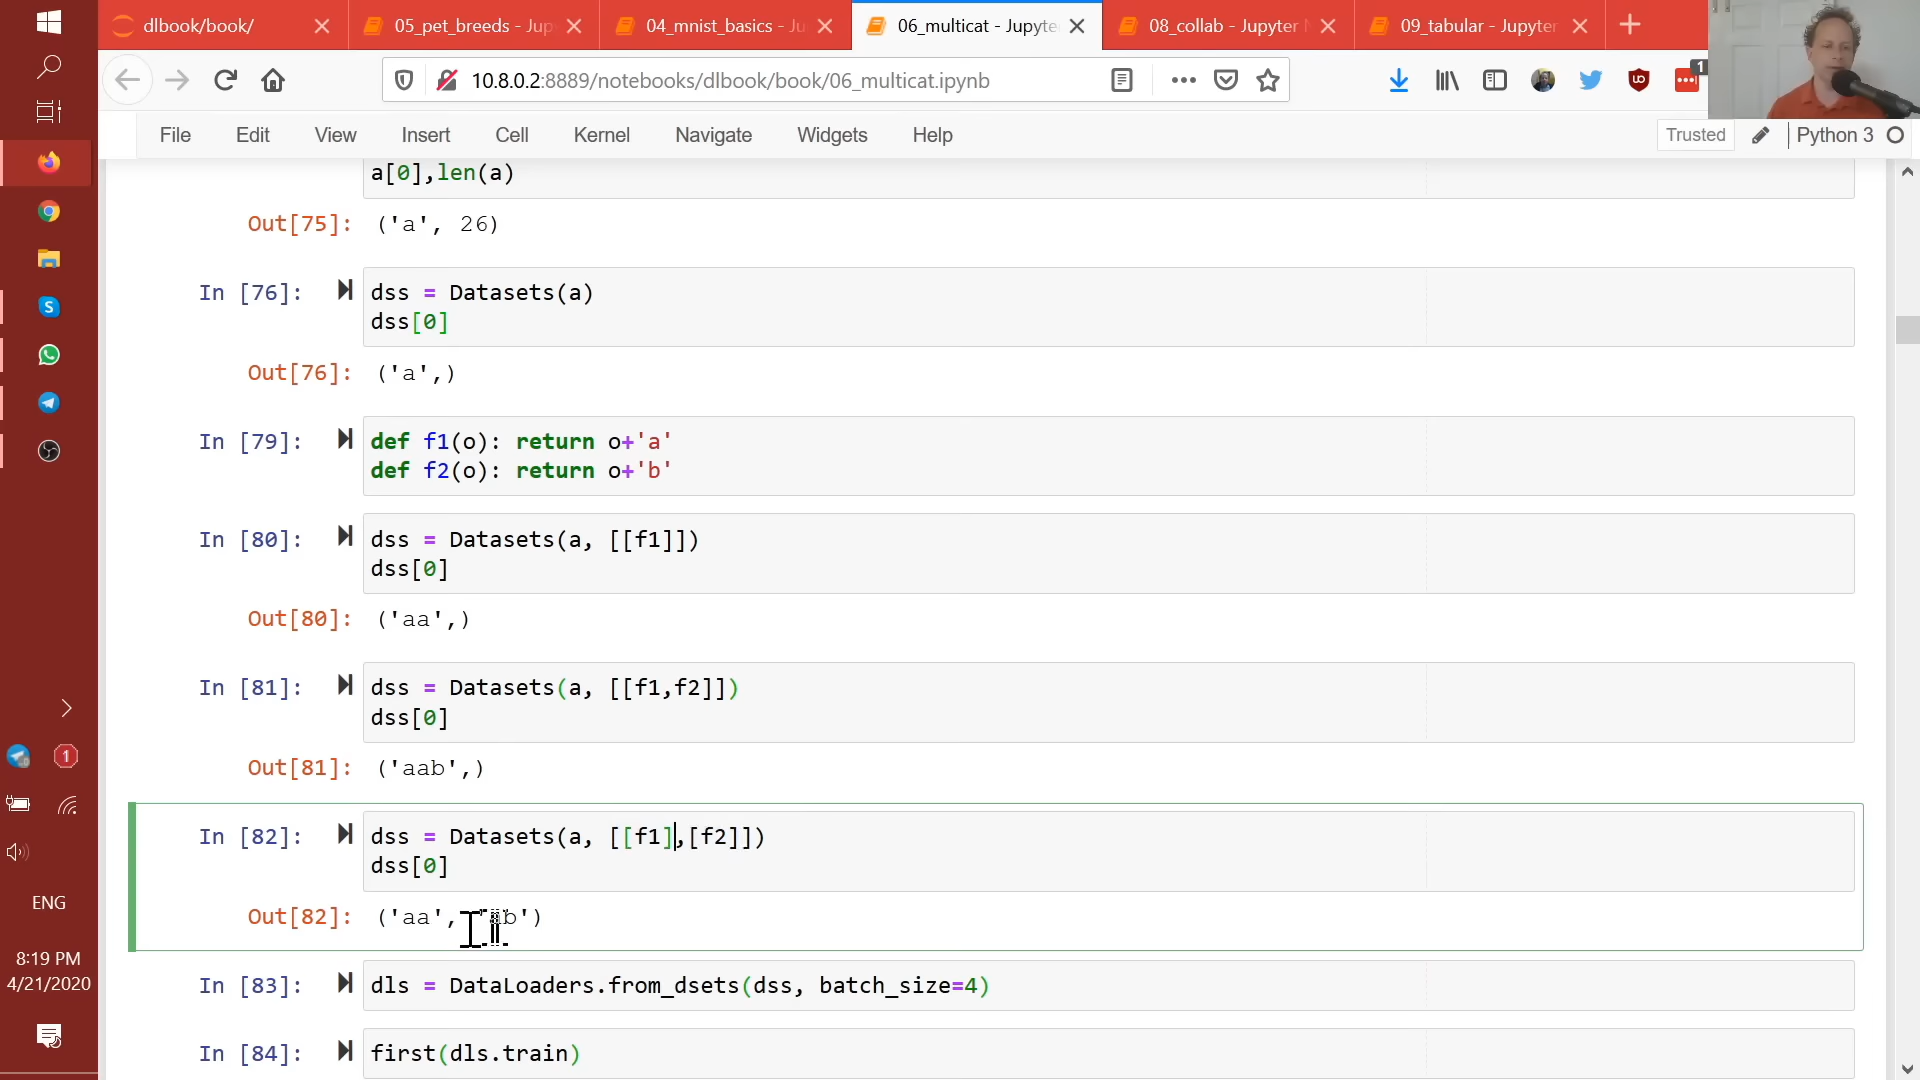 dlbook/book/
05_pet_breeds - Jup
04_mnist_basics - Ju
06_multicat - Jupyte
08_collab - Jupyter
09_tabular - Jupyter
10.8.0.2:8889/notebooks/dlbook/book/06_multicat.ipynb
1
File Edit View Insert Cell Kernel Navigate Widgets Help
Trusted
Python 3
a[0],len(a)
Out[75]: ('a', 26)
In [76]: dss = Datasets(a)
dss[0]
Out[76]: ('a',)
In [79]: def f1(o): return o+'a'
def f2(o): return o+'b'
In [80]: dss = Datasets(a, [[f1]])
dss[0]
Out[80]: ('aa',)
In [81]: dss = Datasets(a, [[f1,f2]])
dss[0]
Out[81]: ('aab',)
In [82]: dss = Datasets(a, [[f1],[f2]])
dss[0]
Out[82]: ('aa', 'ab')
In [83]: dls = DataLoaders.from_dsets(dss, batch_size=4)
In [84]: first(dls.train)
1
ENG
8:19 PM
4/21/2020